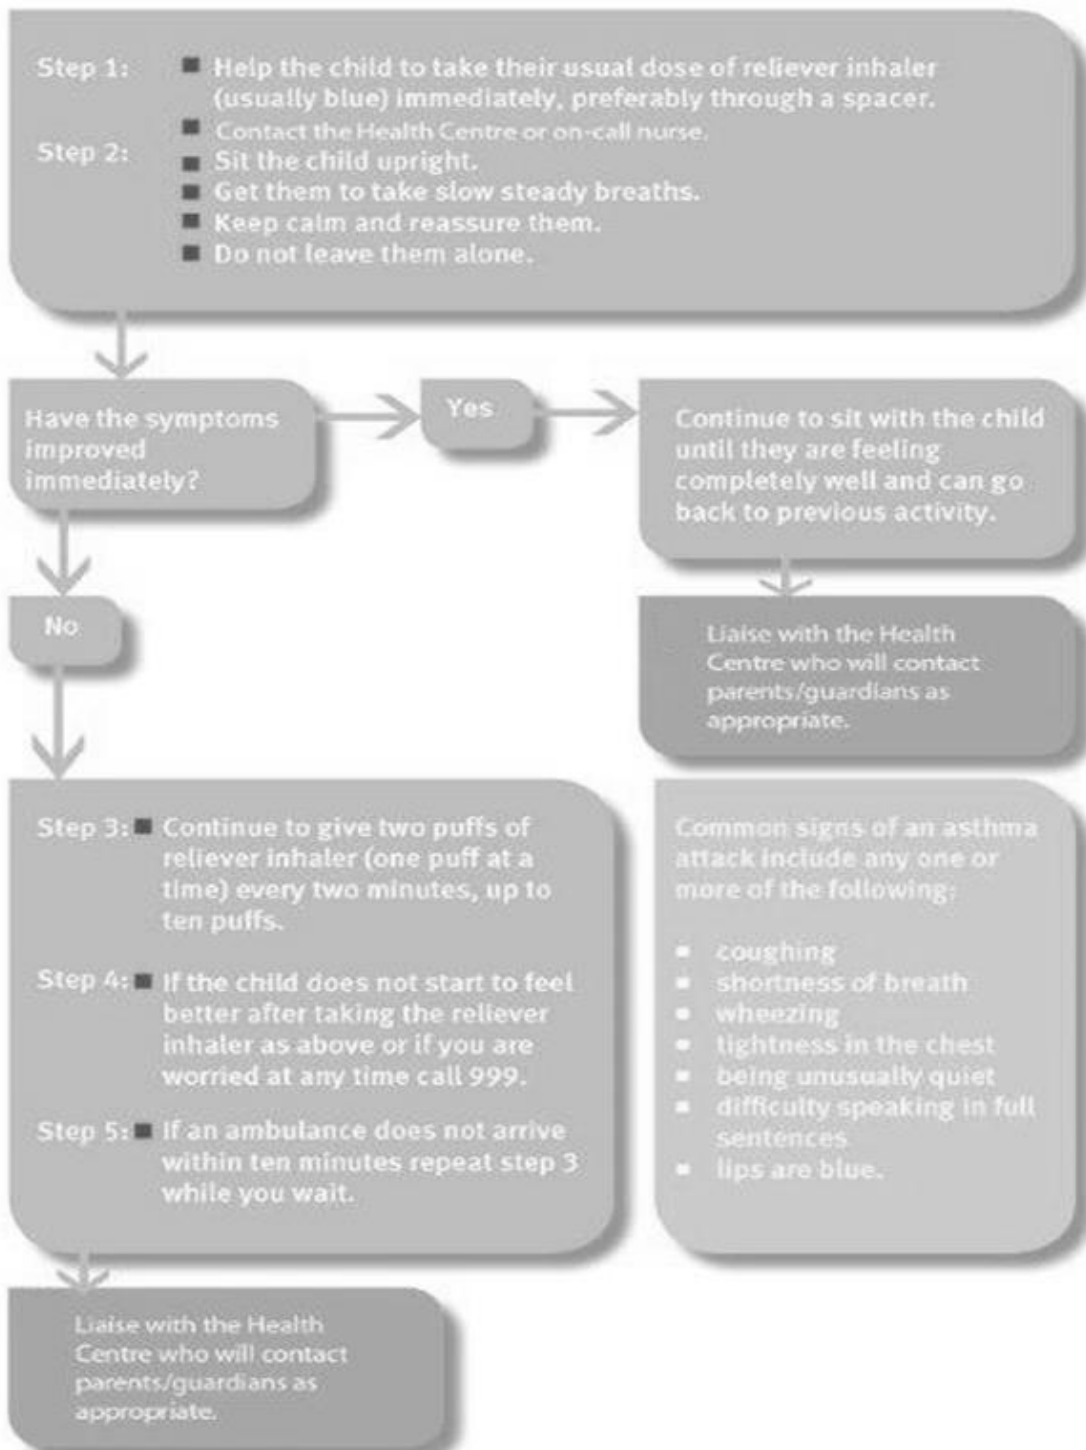 Step 1: ■ Help the child to take their usual dose of reliever inhaler
(usually blue) immediately, preferably through a spacer.
■ Contact the Health Centre or on-call nurse.
Step 2: ■ Sit the child upright.
■ Get them to take slow steady breaths.
■ Keep calm and reassure them.
■ Do not leave them alone.
Have the symptoms
improved
immediately?
Yes
Continue to sit with the child
until they are feeling
completely well and can go
back to previous activity.
Liaise with the Health
Centre who will contact
parents/guardians as
appropriate.
No
Step 3: ■ Continue to give two puffs of
reliever inhaler (one puff at a
time) every two minutes, up to
ten puffs.
Step 4: ■ If the child does not start to feel
better after taking the reliever
inhaler as above or if you are
worried at any time call 999.
Step 5: ■ If an ambulance does not arrive
within ten minutes repeat step 3
while you wait.
Liaise with the Health
Centre who will contact
parents/guardians as
appropriate.
Common signs of an asthma
attack include any one or
more of the following:
▪ coughing
▪ shortness of breath
▪ wheezing
▪ tightness in the chest
▪ being unusually quiet
▪ difficulty speaking in full
sentences
▪ lips are blue.